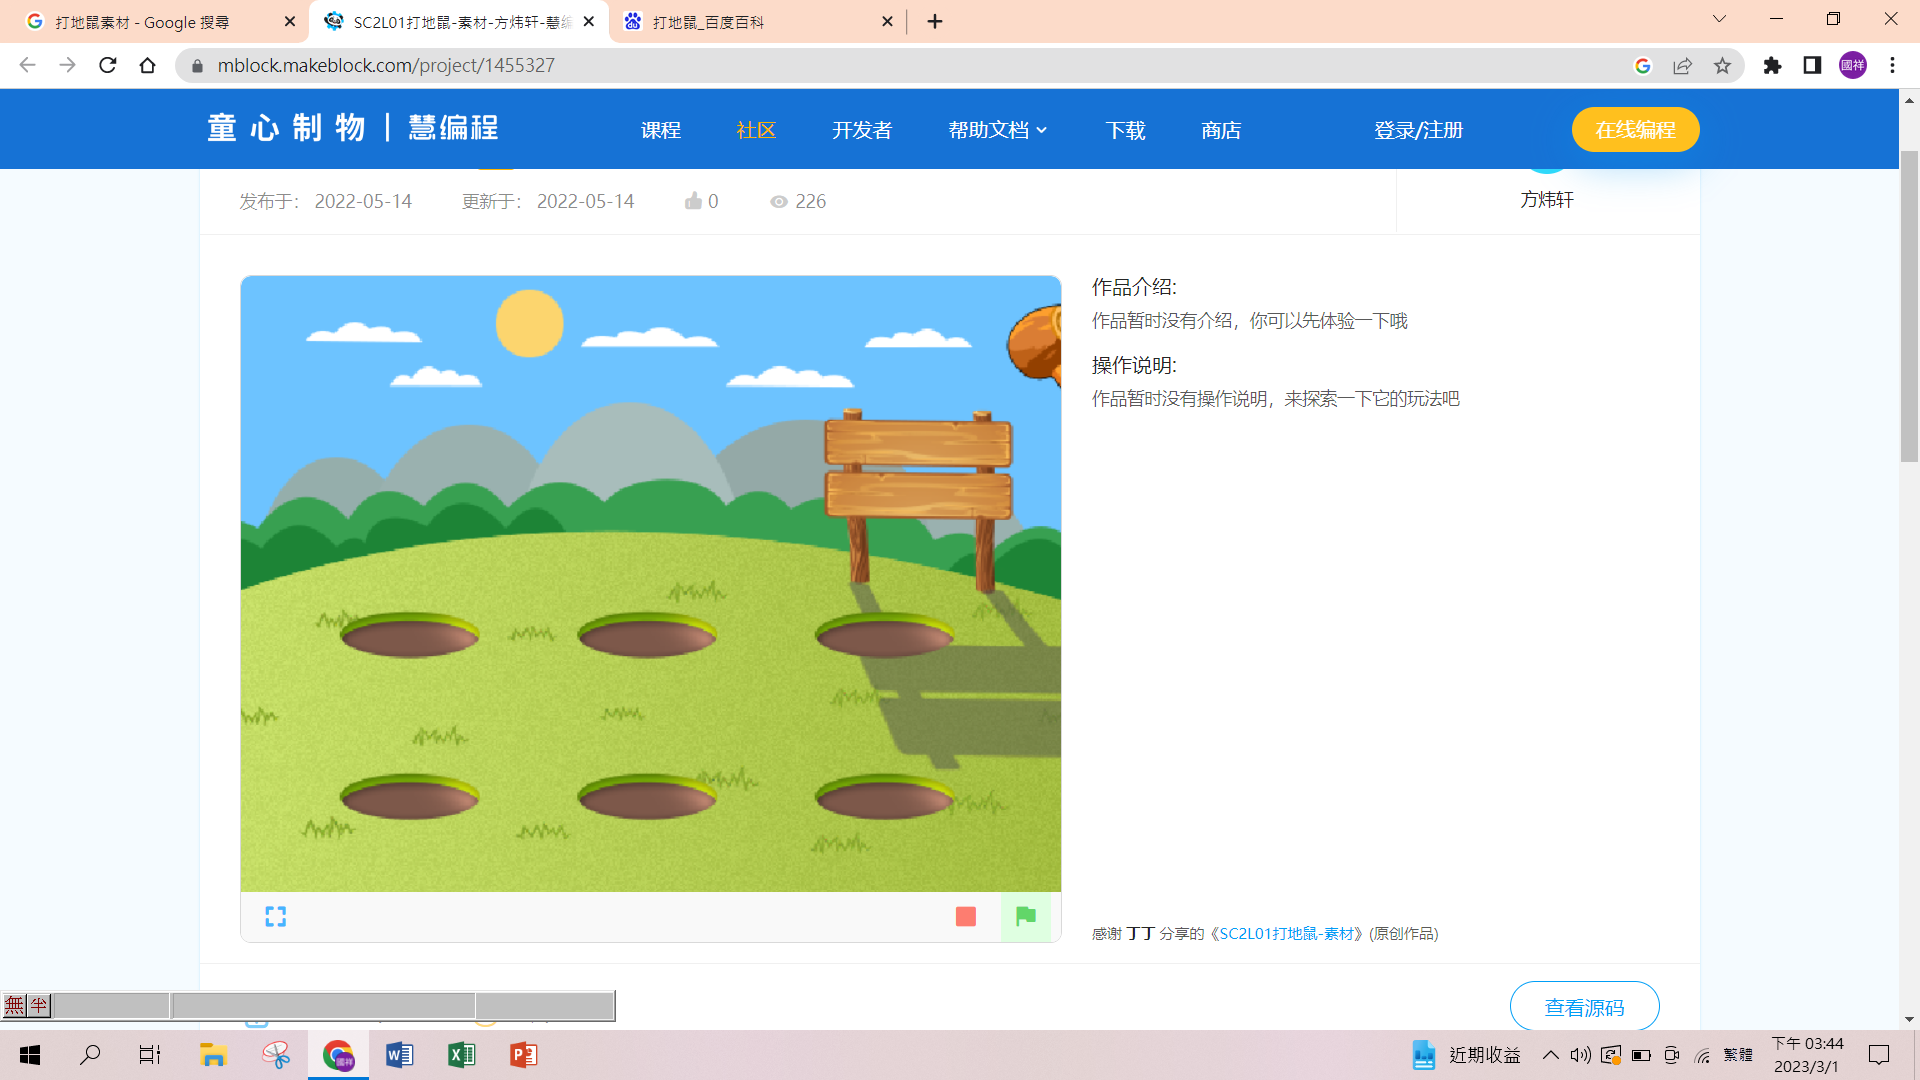 打地鼠素材 - Google 搜尋
SC2L01打地鼠-素材-方炜轩-慧编
打地鼠_百度百科
mblock.makeblock.com/project/1455327
國祥
童心制物 | 慧编程
课程
社区
开发者
帮助文档
下载
商店
登录/注册
在线编程
发布于: 2022-05-14
更新于: 2022-05-14
0
226
方炜轩
作品介绍:
作品暂时没有介绍，你可以先体验一下哦
操作说明:
作品暂时没有操作说明，来探索一下它的玩法吧
感谢 丁丁 分享的《SC2L01打地鼠-素材》(原创作品)
查看源码
無 半
近期收益
繁體
下午 03:44
2023/3/1